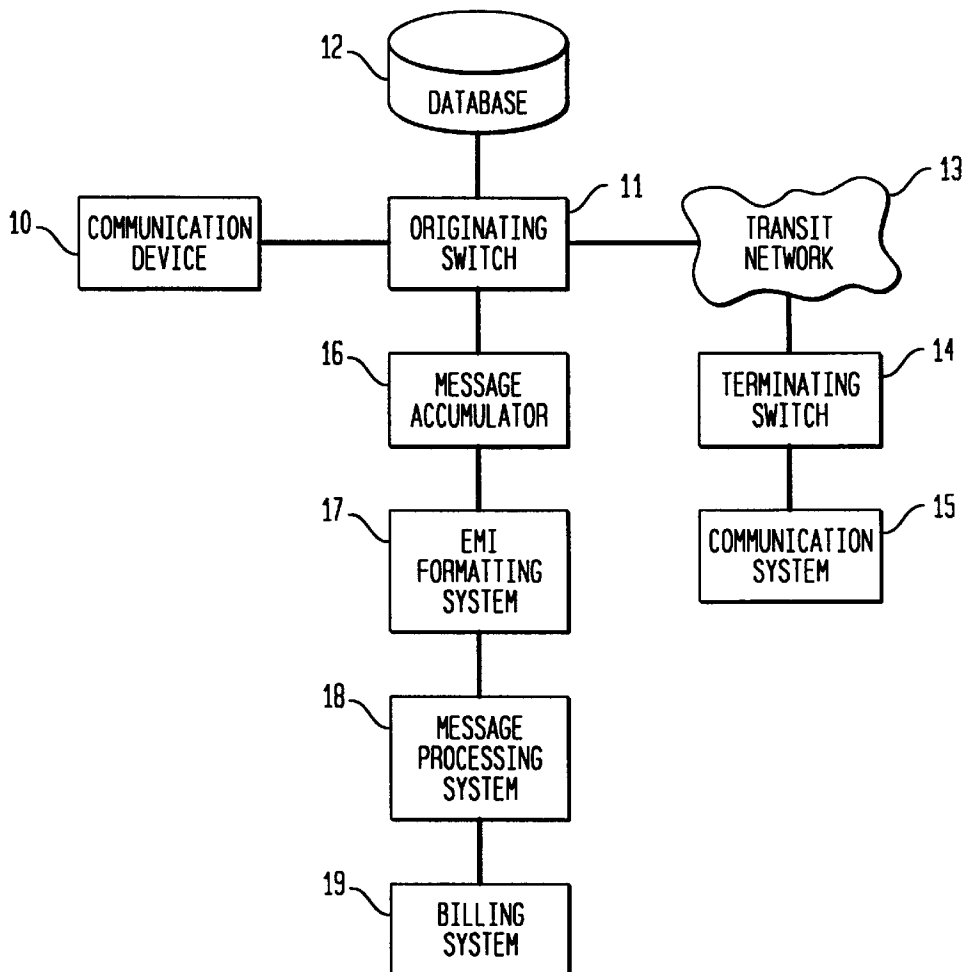 12
DATABASE
13
11
10
COMMUNICATION
DEVICE
ORIGINATING
SWITCH
TRANSIT
NETWORK
16
MESSAGE
ACCUMULATOR
14
TERMINATING
SWITCH
17
EMI
FORMATTING
SYSTEM
15
COMMUNICATION
SYSTEM
18
MESSAGE
PROCESSING
SYSTEM
19
BILLING
SYSTEM